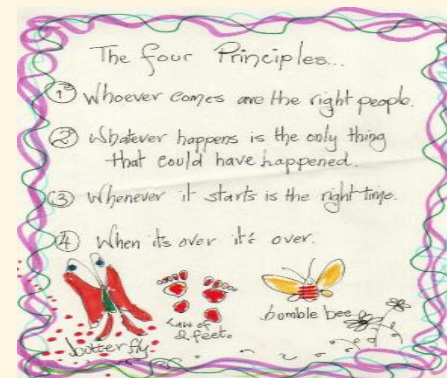 The four Principles...
① Whoever comes are the right people.
② Whatever happens is the only thing
that could have happened.
③ Whenever it starts is the right time.
④ When its over it's over.
butterfly.
Law of
2 feet.
bomble bee